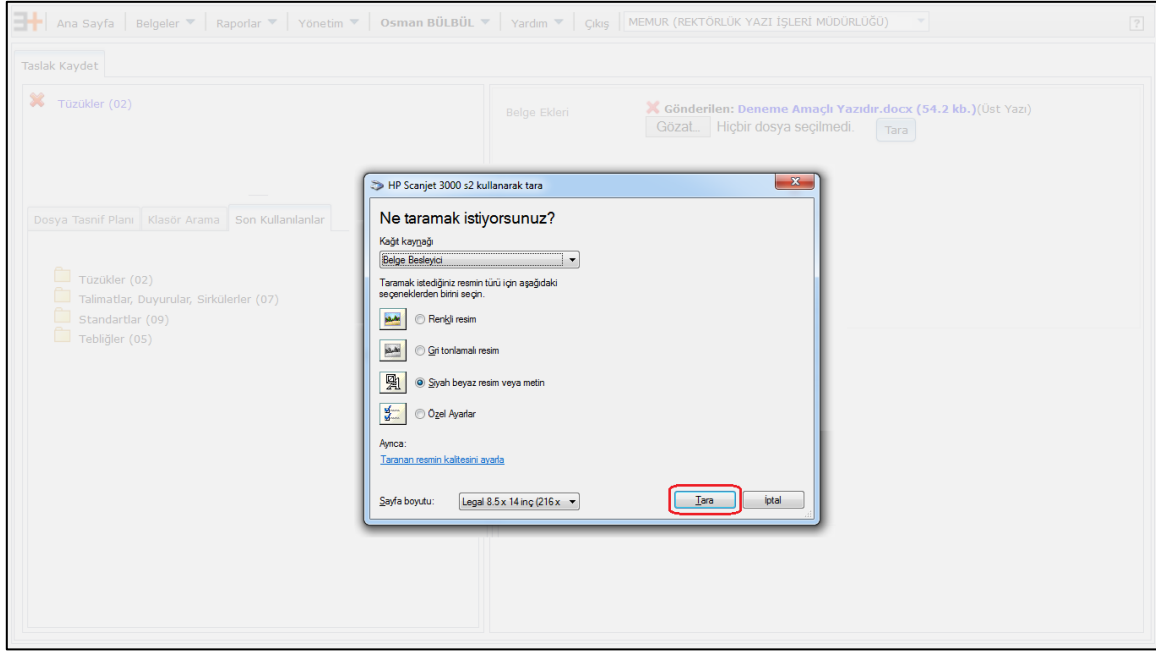 Ana Sayfa Belgeler Raporlar Yönetim Osman BÜLBÜL Yardım Çıkış MEMUR (REKTÖRLÜK YAZI İŞLERİ MÜDÜRLÜĞÜ) ?
Taslak Kaydet
Tüzükler (02)
Belge Ekleri
Gönderilen: Deneme Amaçlı Yazıdır.docx (54.2 kb.)(Üst Yazı)
Gözat... Hiçbir dosya seçilmedi. Tara
Dosya Tasnif Planı Klasör Arama Son Kullanılanlar
Tüzükler (02)
Talimatlar, Duyurular, Sirkülerler (07)
Standartlar (09)
Tebliğler (05)
HP Scanjet 3000 s2 kullanarak tara
Ne taramak istiyorsunuz?
Kağıt kaynağı
Belge Besleyici
Taramak istediğiniz resmin türü için aşağıdaki
seçeneklerden birini seçin.
Renkli resim
Gri tonlamalı resim
Siyah beyaz resim veya metin
Özel Ayarlar
Ayrıca:
Taranan resmin kalitesini ayarla
Sayfa boyutu: Legal 8.5 x 14 inç (216 x Tara İptal